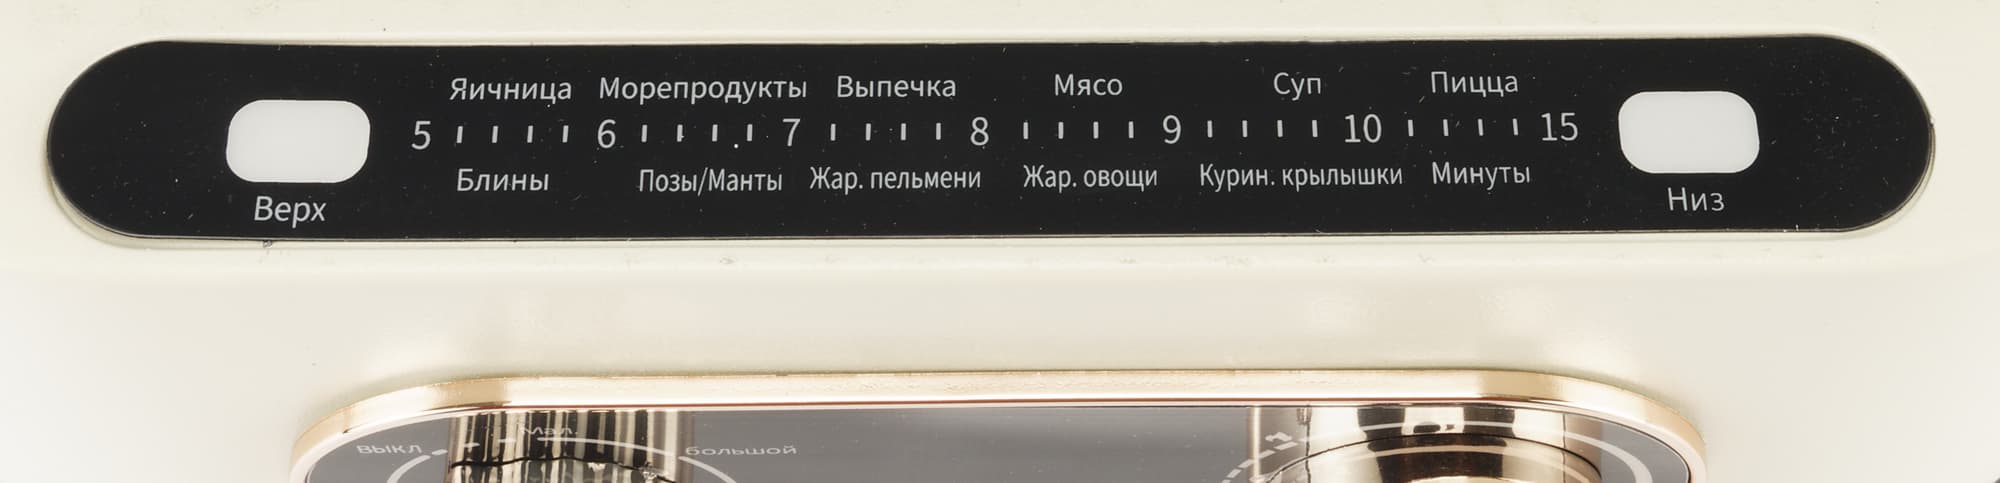 Яичница Морепродукты Выпечка Мясо Суп Пицца
5 6 7 8 9 10 15
Блины Позы/Манты Жар. пельмени Жар. овощи Курин. крылышки Минуты
Верх Низ
Мал.
ВЫКЛ большой